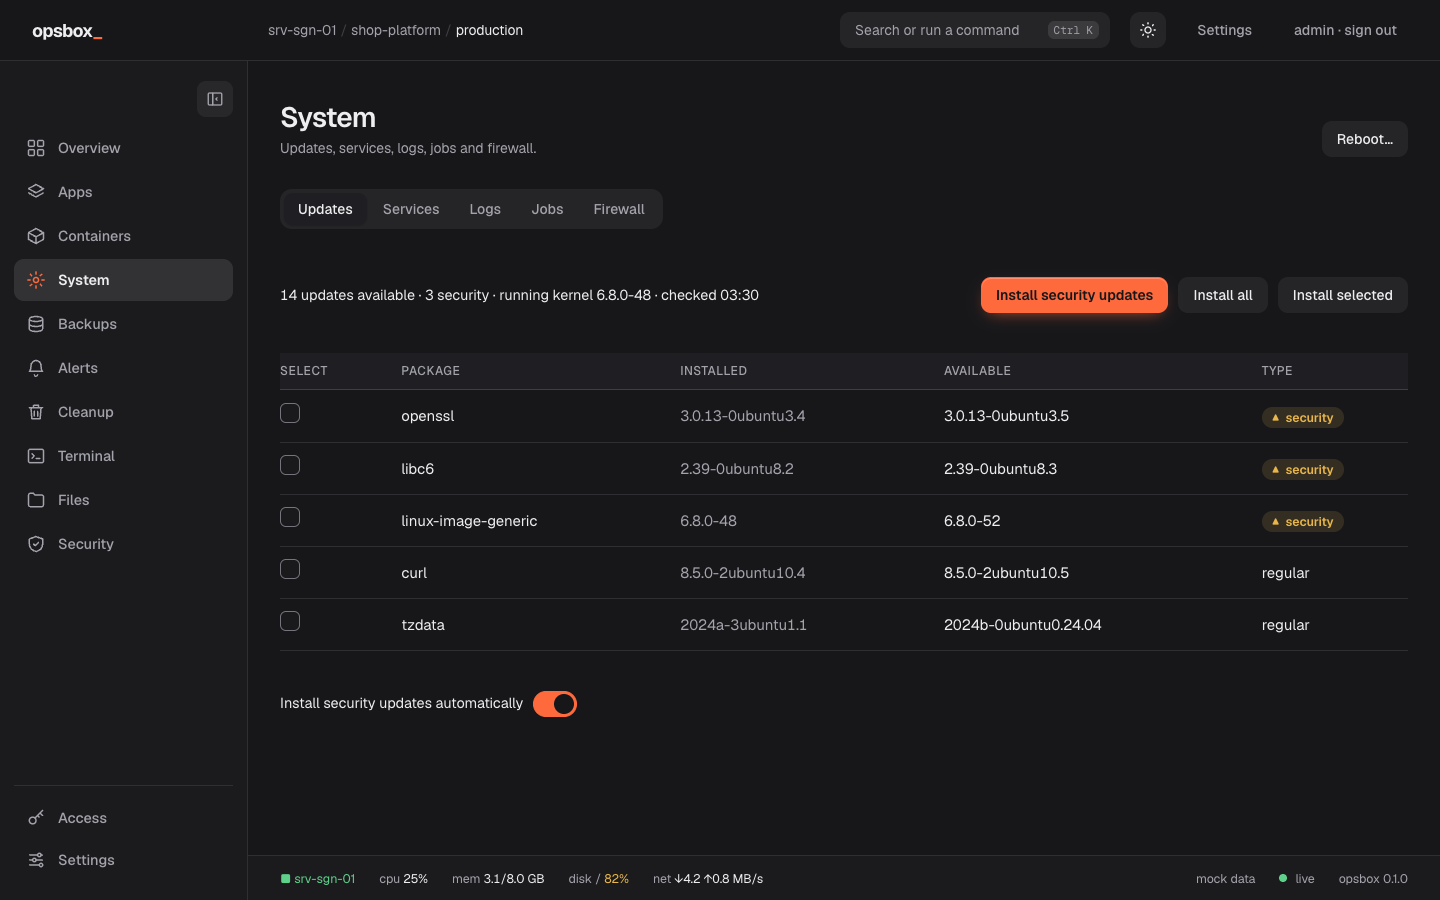 opsbox_
srv-sgn-01 / shop-platform / production
Search or run a command Ctrl K
Settings
admin · sign out
Overview
Apps
Containers
System
Backups
Alerts
Cleanup
Terminal
Files
Security
Access
Settings
System
Updates, services, logs, jobs and firewall.
Reboot…
Updates Services Logs Jobs Firewall
14 updates available · 3 security · running kernel 6.8.0-48 · checked 03:30
Install security updates Install all Install selected
SELECT PACKAGE INSTALLED AVAILABLE TYPE
openssl 3.0.13-0ubuntu3.4 3.0.13-0ubuntu3.5 ▲ security
libc6 2.39-0ubuntu8.2 2.39-0ubuntu8.3 ▲ security
linux-image-generic 6.8.0-48 6.8.0-52 ▲ security
curl 8.5.0-2ubuntu10.4 8.5.0-2ubuntu10.5 regular
tzdata 2024a-3ubuntu1.1 2024b-0ubuntu0.24.04 regular
Install security updates automatically
srv-sgn-01 cpu 25% mem 3.1/8.0 GB disk / 82% net ↓4.2 ↑0.8 MB/s mock data live opsbox 0.1.0